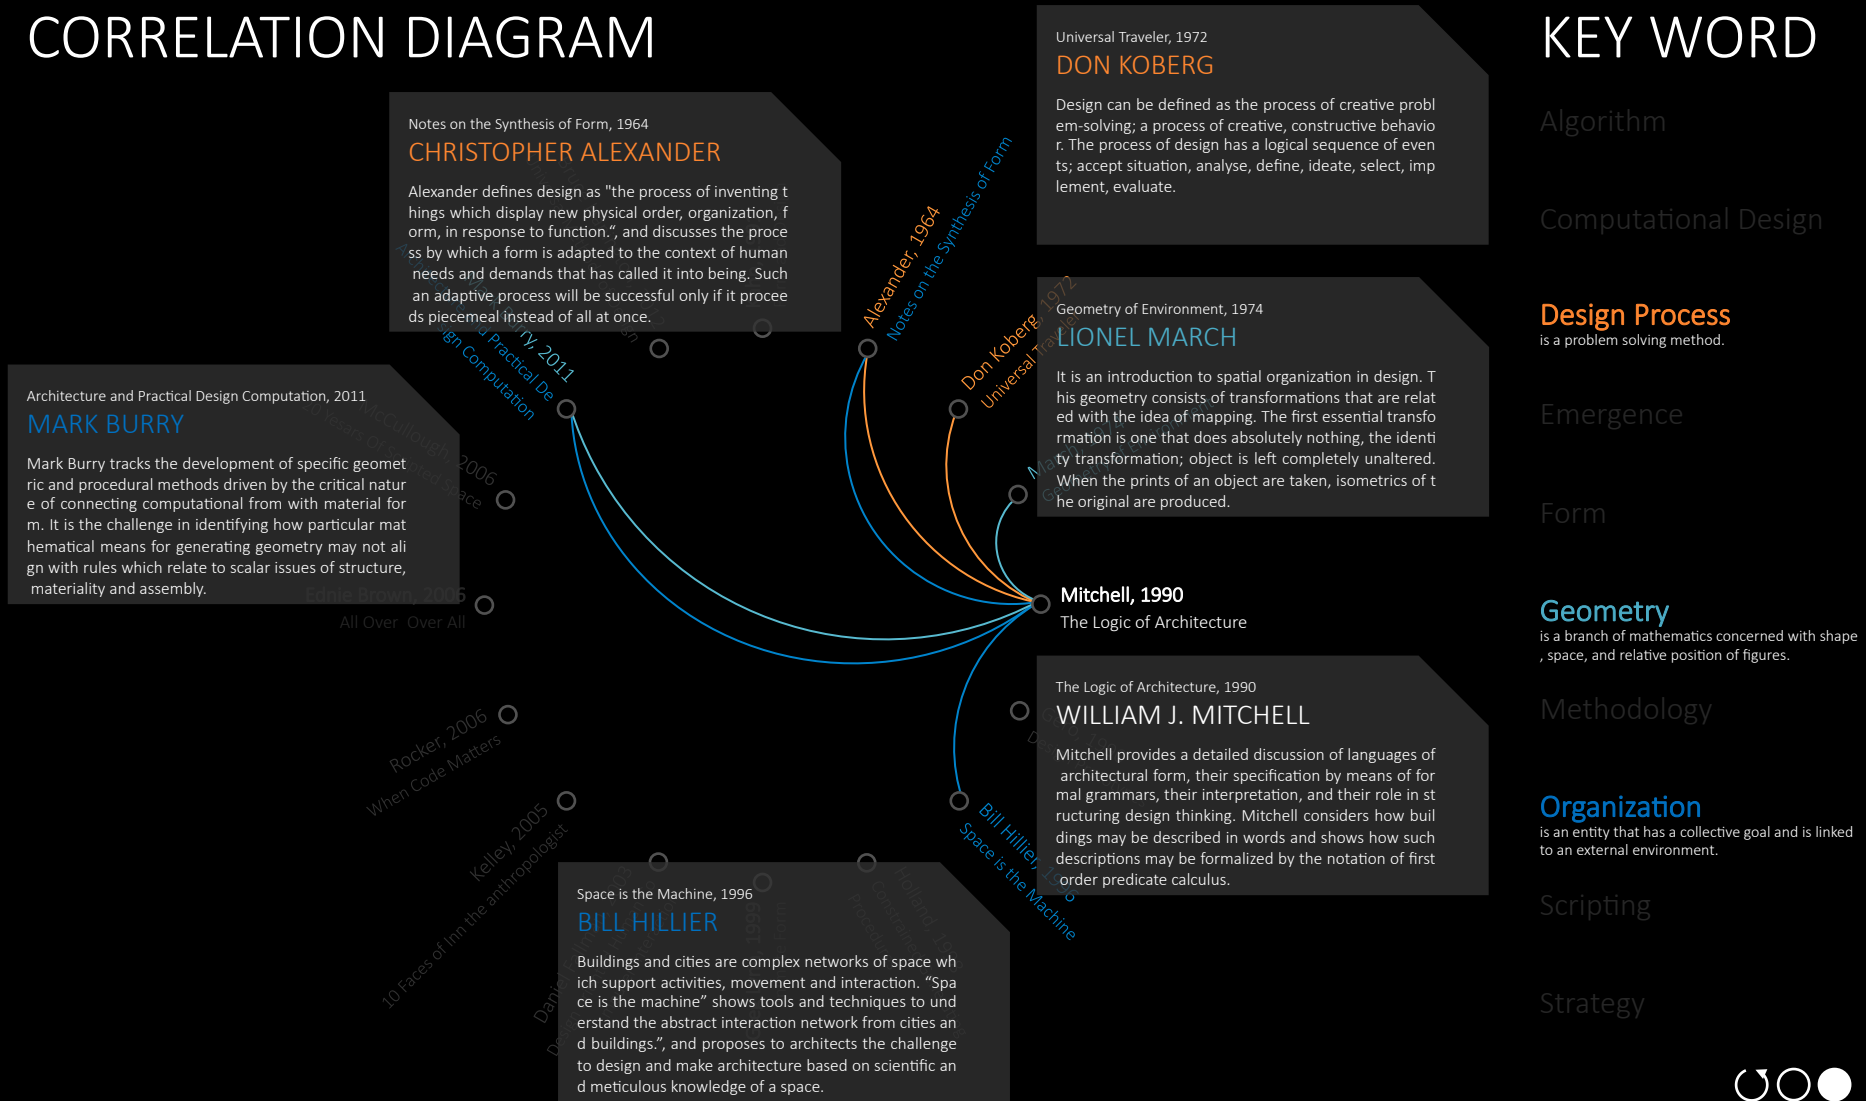 CORRELATION DIAGRAM
Notes on the Synthesis of Form, 1964
CHRISTOPHER ALEXANDER
Alexander defines design as "the process of inventing t
hings which display new physical order, organization, f
orm, in response to function.“, and discusses the proce
ss by which a form is adapted to the context of human
needs and demands that has called it into being. Such
an adaptive process will be successful only if it procee
ds piecemeal instead of all at once.
Universal Traveler, 1972
DON KOBERG
Design can be defined as the process of creative probl
em-solving; a process of creative, constructive behavio
r. The process of design has a logical sequence of even
ts; accept situation, analyse, define, ideate, select, imp
lement, evaluate.
Geometry of Environment, 1974
LIONEL MARCH
It is an introduction to spatial organization in design. T
his geometry consists of transformations that are relat
ed with the idea of mapping. The first essential transfo
rmation is one that does absolutely nothing, the identi
ty transformation; object is left completely unaltered.
When the prints of an object are taken, isometrics of t
he original are produced.
Architecture and Practical Design Computation, 2011
MARK BURRY
Mark Burry tracks the development of specific geomet
ric and procedural methods driven by the critical natur
e of connecting computational from with material for
m. It is the challenge in identifying how particular mat
hematical means for generating geometry may not ali
gn with rules which relate to scalar issues of structure,
materiality and assembly.
The Logic of Architecture, 1990
WILLIAM J. MITCHELL
Mitchell provides a detailed discussion of languages of
architectural form, their specification by means of for
mal grammars, their interpretation, and their role in st
ructuring design thinking. Mitchell considers how buil
dings may be described in words and shows how such
descriptions may be formalized by the notation of first
order predicate calculus.
Space is the Machine, 1996
BILL HILLIER
Buildings and cities are complex networks of space wh
ich support activities, movement and interaction. “Spa
ce is the machine” shows tools and techniques to und
erstand the abstract interaction network from cities an
d buildings.”, and proposes to architects the challenge
to design and make architecture based on scientific an
d meticulous knowledge of a space.
Alexander, 1964
Notes on the Synthesis of Form
Don Koberg, 1972
Universal Traveler
March, 1974
Geometry of Environment
Mitchell, 1990
The Logic of Architecture
Bill Hillier, 1996
Space is the Machine
Mark Burry, 2011
Architecture and Practical De
sign Computation
McCullough, 2006
20 Yesars Of Scripted Space
Ednie Brown, 2006
All Over Over All
Rocker, 2006
When Code Matters
Kelley, 2005
10 Faces of Inn the anthropologist
KEY WORD
Algorithm
Computational Design
Design Process
is a problem solving method.
Emergence
Form
Geometry
is a branch of mathematics concerned with shape
, space, and relative position of figures.
Methodology
Organization
is an entity that has a collective goal and is linked
to an external environment.
Scripting
Strategy